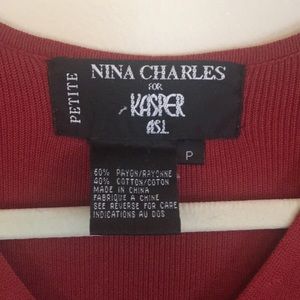 PETITE
NINA CHARLES
FOR
KASPER
A.S.L.
P
60% RAYON/RAYONNE
40% COTTON/COTON
MADE IN CHINA
FABRIQUE A CHINE
SEE REVERSE FOR CARE
INDICATIONS AU DOS